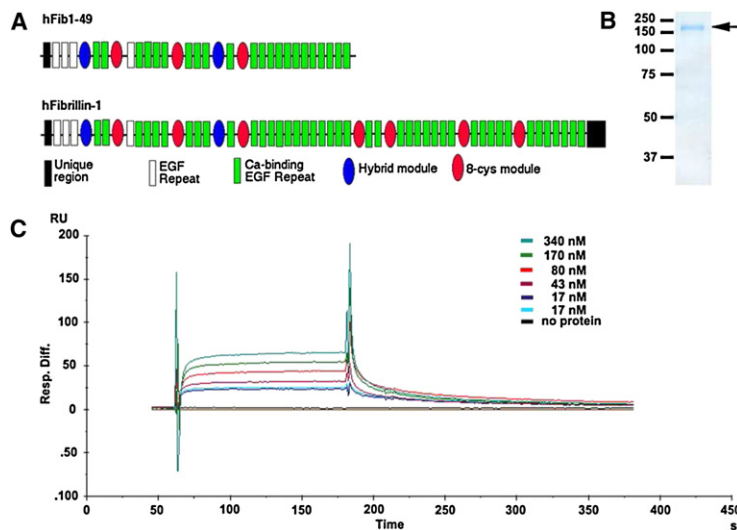 A
hFib1-49
hFibrillin-1
Unique region
EGF Repeat
Ca-binding EGF Repeat
Hybrid module
8-cys module
B
250
150
100
75
50
37
C
RU
200
150
100
50
0
.50
.100
Resp. Diff.
0 50 100 150 200 250 300 350 400 450
Time
s
340 nM
170 nM
80 nM
43 nM
17 nM
17 nM
no protein